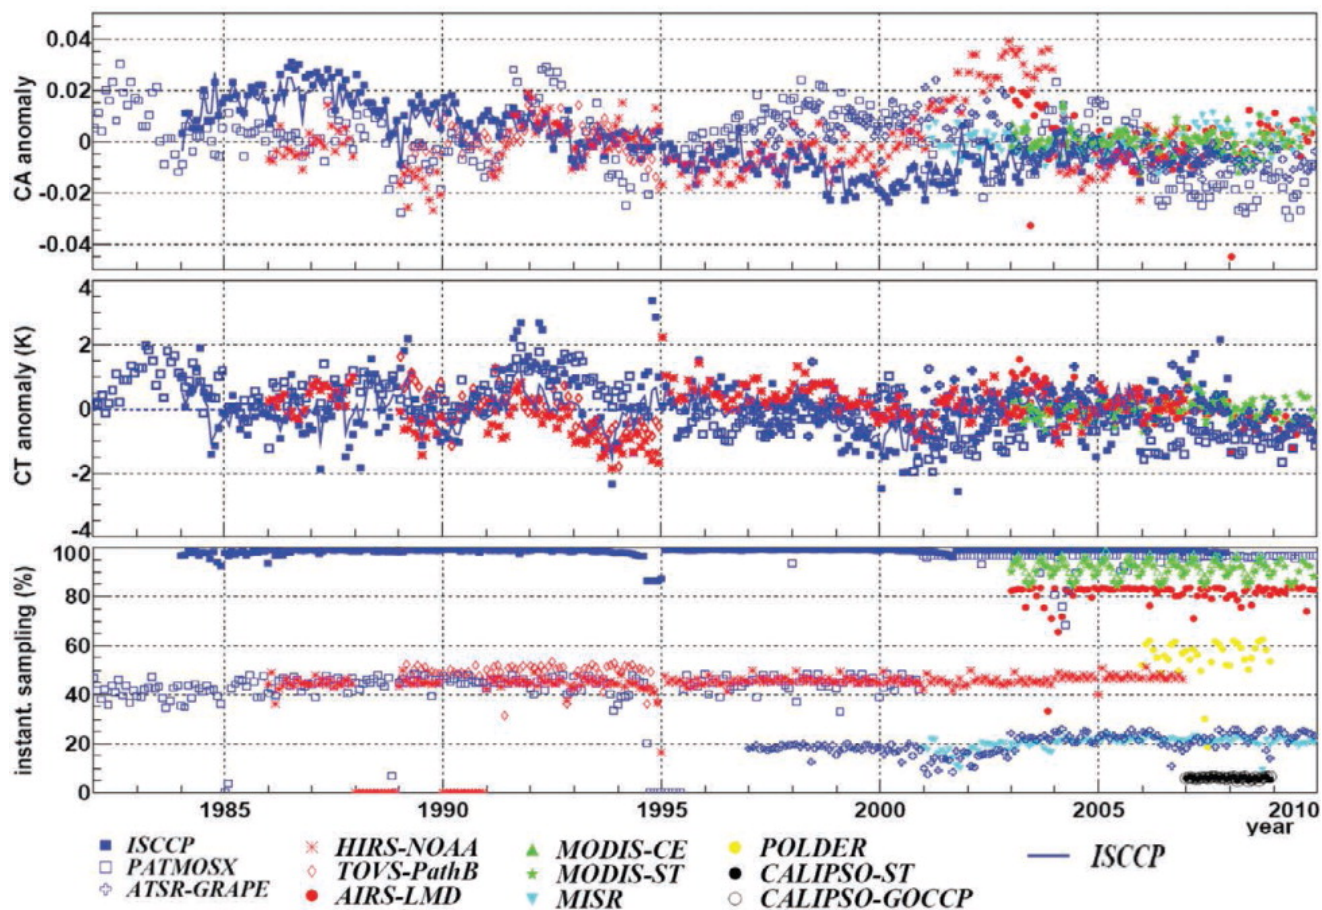 CA anomaly
0.04
0.02
0
-0.02
-0.04
CT anomaly (K)
4
2
0
-2
-4
instant. sampling (%)
100
80
60
40
20
0
1985 1990 1995 2000 2005 2010
year
ISCCP HIRS-NOAA MODIS-CE POLDER ISCCP
PATMOSX TOVS-PathB MODIS-ST CALIPSO-ST
ATSR-GRAPE AIRS-LMD MISR CALIPSO-GOCCP